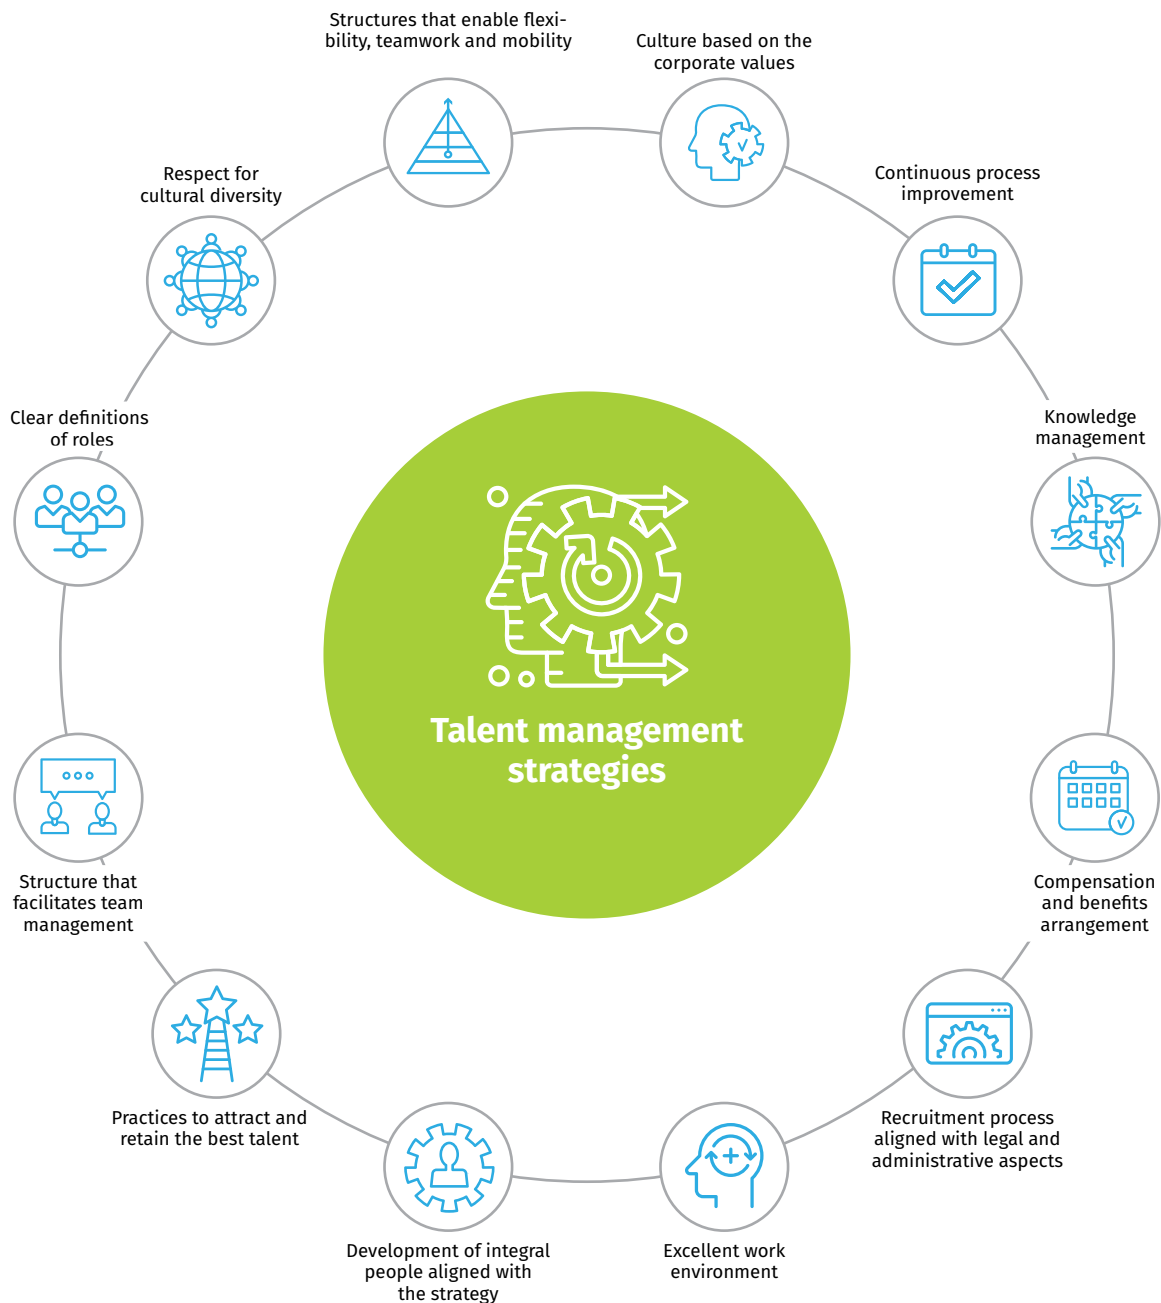 Structures that enable flexi-
bility, teamwork and mobility
Culture based on the
corporate values
Respect for
cultural diversity
Continuous process
improvement
Clear definitions
of roles
Knowledge
management
Talent management
strategies
Structure that
facilitates team
management
Compensation
and benefits
arrangement
Practices to attract and
retain the best talent
Recruitment process
aligned with legal and
administrative aspects
Development of integral
people aligned with
the strategy
Excellent work
environment